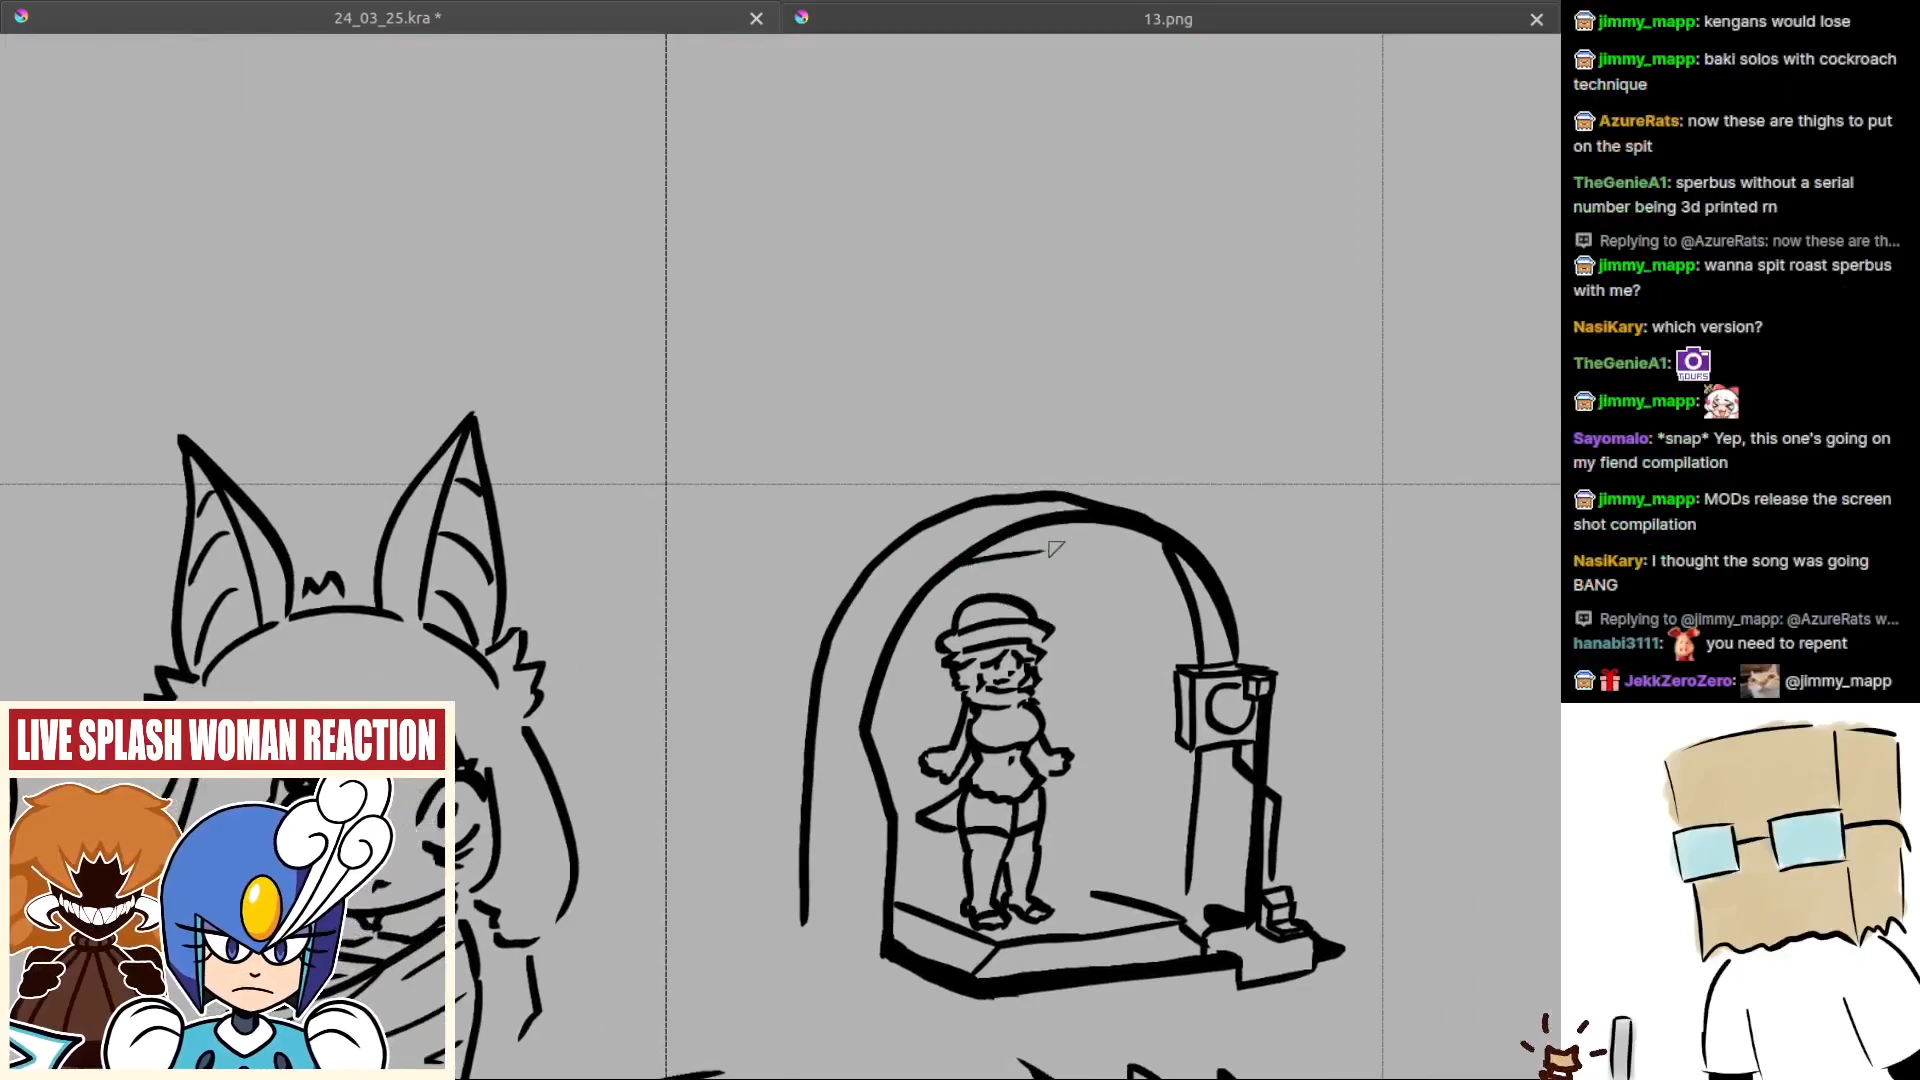 24_03_25.kra *
13.png
jimmy_mapp: kengans would lose
jimmy_mapp: baki solos with cockroach
technique
AzureRats: now these are thighs to put
on the spit
TheGenieA1: sperbus without a serial
number being 3d printed rn
Replying to @AzureRats: now these are th...
jimmy_mapp: wanna spit roast sperbus
with me?
NasiKary: which version?
TheGenieA1:
jimmy_mapp:
Sayomalo: *snap* Yep, this one's going on
my fiend compilation
jimmy_mapp: MODs release the screen
shot compilation
NasiKary: I thought the song was going
BANG
Replying to @jimmy_mapp: @AzureRats w...
hanabi3111: you need to repent
JekkZeroZero: @jimmy_mapp
LIVE SPLASH WOMAN REACTION